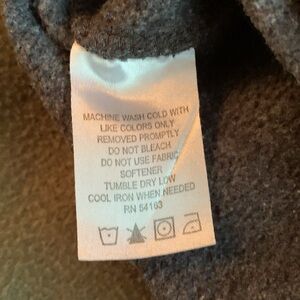 MACHINE WASH COLD WITH
LIKE COLORS ONLY
REMOVED PROMPTLY
DO NOT BLEACH
DO NOT USE FABRIC
SOFTENER
TUMBLE DRY LOW
COOL IRON WHEN NEEDED
RN 54163